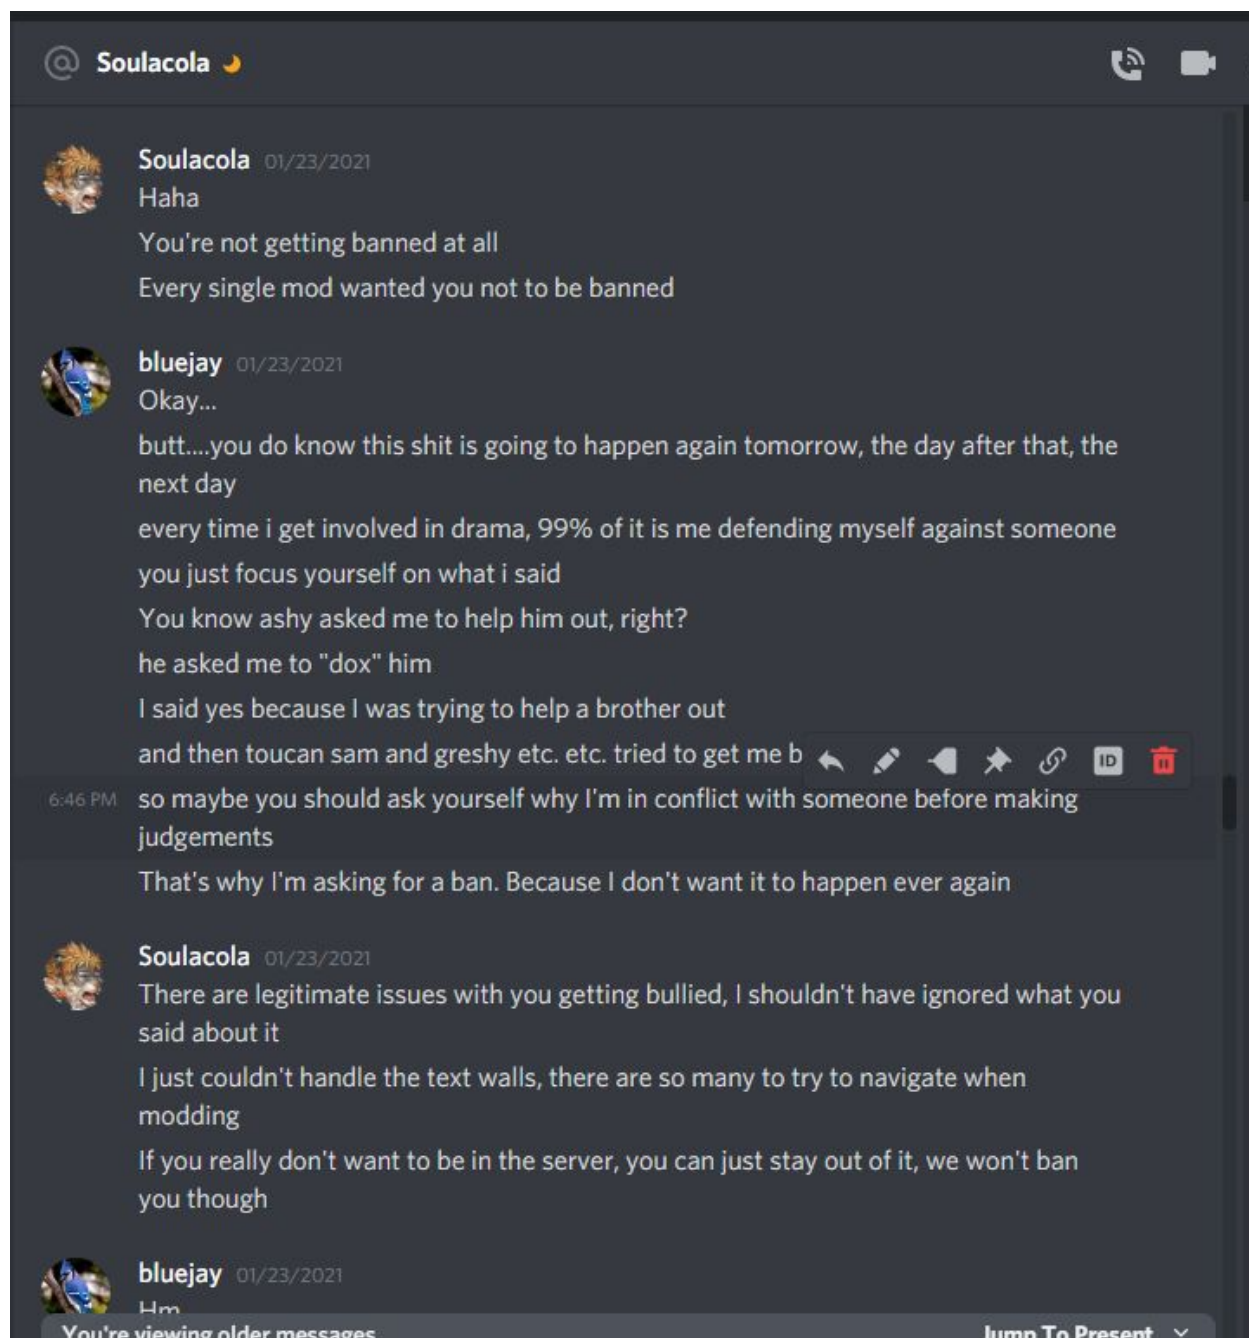 @ Soulacola
Soulacola 01/23/2021
Haha
You're not getting banned at all
Every single mod wanted you not to be banned
bluejay 01/23/2021
Okay...
butt....you do know this shit is going to happen again tomorrow, the day after that, the
next day
every time i get involved in drama, 99% of it is me defending myself against someone
you just focus yourself on what i said
You know ashy asked me to help him out, right?
he asked me to "dox" him
I said yes because I was trying to help a brother out
and then toucan sam and greshy etc. etc. tried to get me b
ID
6:46 PM so maybe you should ask yourself why I'm in conflict with someone before making
judgements
That's why I'm asking for a ban. Because I don't want it to happen ever again
Soulacola 01/23/2021
There are legitimate issues with you getting bullied, I shouldn't have ignored what you
said about it
I just couldn't handle the text walls, there are so many to try to navigate when
modding
If you really don't want to be in the server, you can just stay out of it, we won't ban
you though
bluejay 01/23/2021
Hm
You're viewing older messages Jump To Present